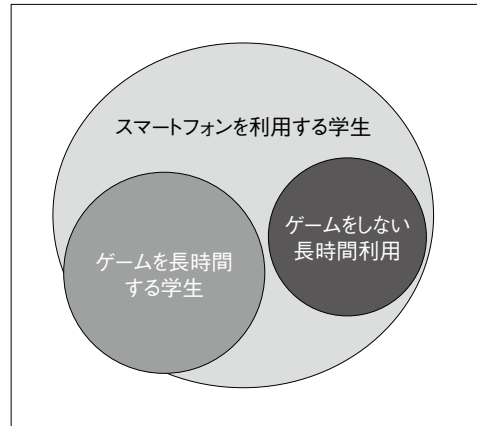 スマートフォンを利用する学生
ゲームをしない
長時間利用
ゲームを長時間
する学生